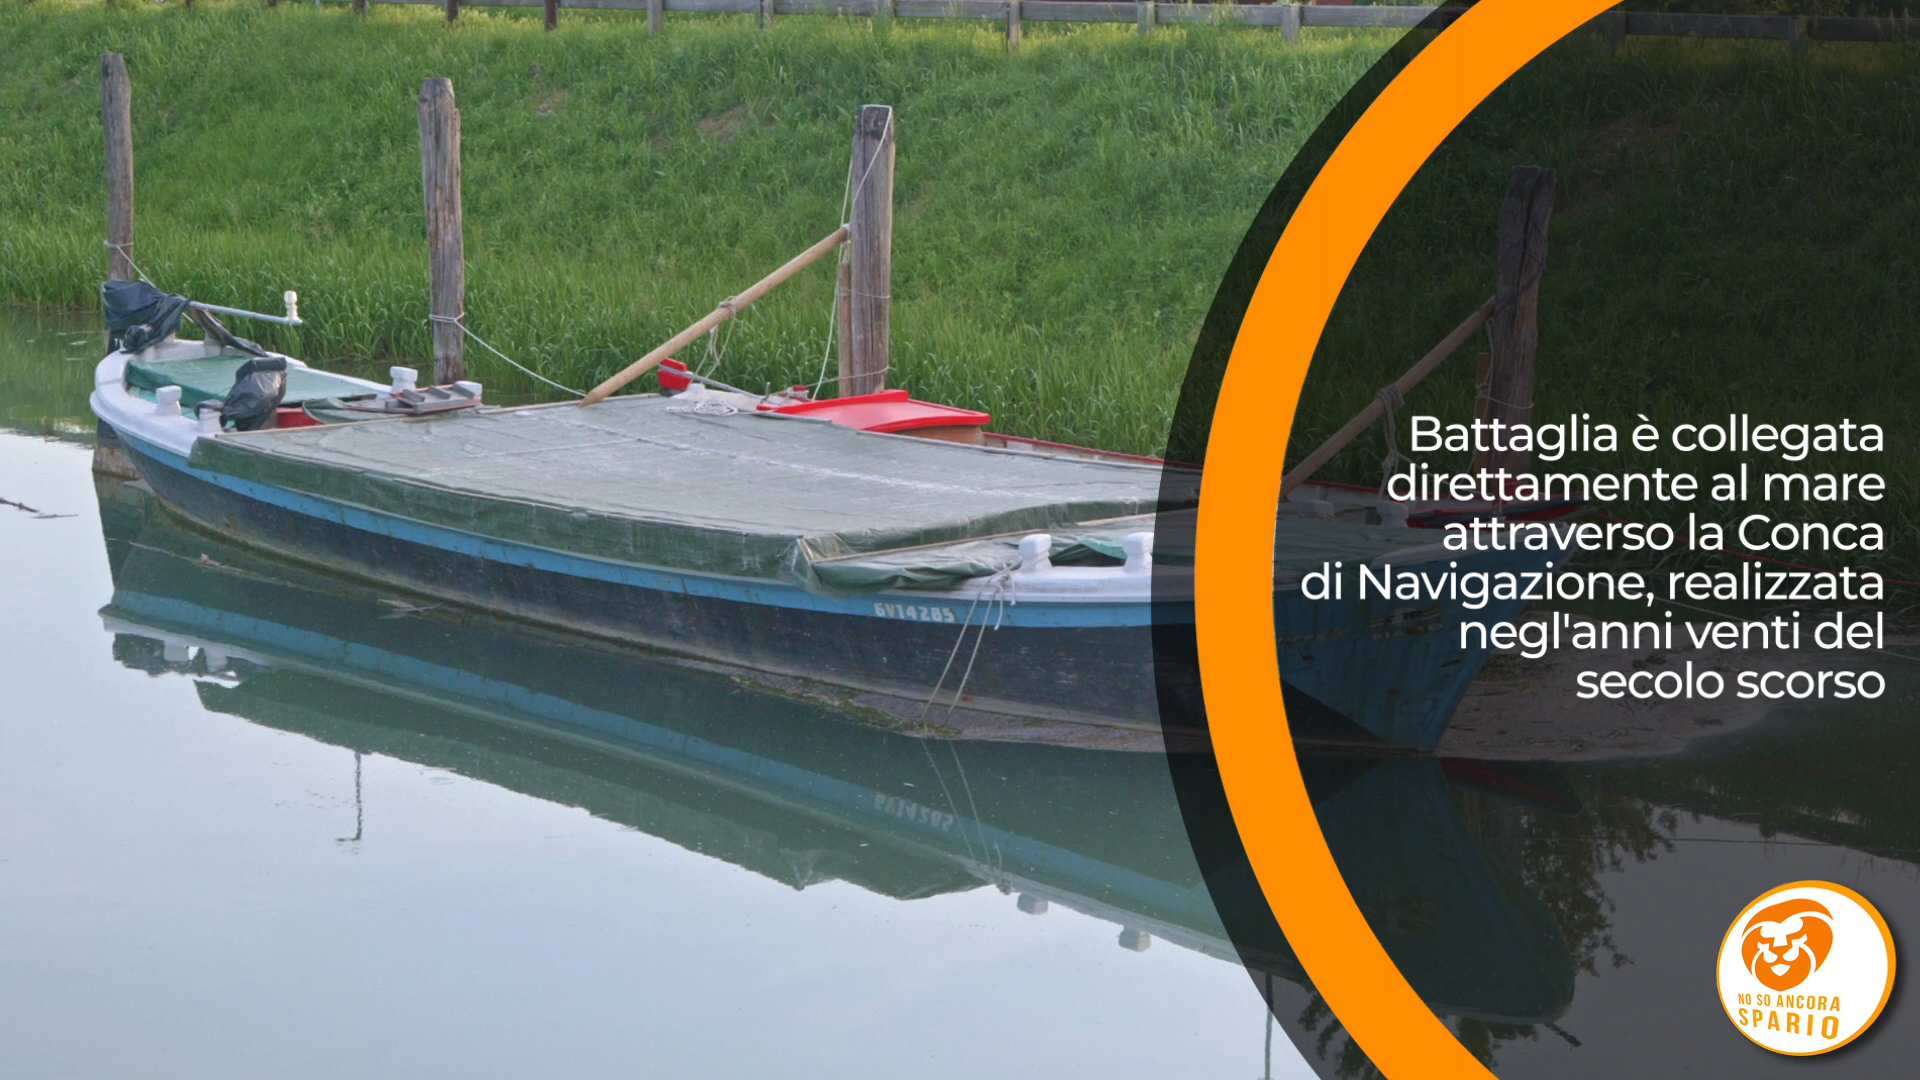 Battaglia è collegata
direttamente al mare
attraverso la Conca
di Navigazione, realizzata
negl'anni venti del
secolo scorso
6V14285
NO SO ANCORA
SPARIO